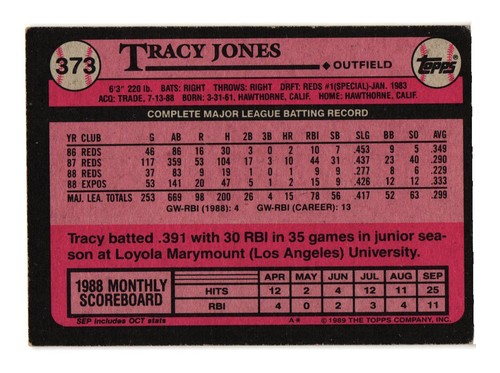 373
TRACY JONES
OUTFIELD
Topps
6'3" 220 lb. BATS: RIGHT THROWS: RIGHT DRFT: REDS #1(SPECIAL)-JAN. 1983
ACQ: TRADE, 7-13-88 BORN: 3-31-61, HAWTHORNE, CALIF. HOME: HAWTHORNE, CALIF.
COMPLETE MAJOR LEAGUE BATTING RECORD
YR CLUB G AB R H 2B 3B HR RBI SB SLG BB SO AVG
86 REDS 46 86 16 30 3 0 2 10 7 .453 9 5 .349
87 REDS 117 359 53 104 17 3 10 44 31 .437 23 40 .290
88 REDS 37 83 9 19 1 0 1 9 9 .277 8 6 .229
88 EXPOS 53 141 20 47 5 1 2 15 9 .426 12 12 .333
MAJ. LEA. TOTALS 253 669 98 200 26 4 15 78 56 .417 52 63 .299
GW-RBI (1988): 4 GW-RBI (CAREER): 13
Tracy batted .391 with 30 RBI in 35 games in junior sea-
son at Loyola Marymount (Los Angeles) University.
1988 MONTHLY SCOREBOARD
APR MAY JUN JUL AUG SEP
HITS 12 2 4 12 11 25
RBI 4 0 2 3 4 11
SEP includes OCT stats
A*
© 1989 THE TOPPS COMPANY, INC.